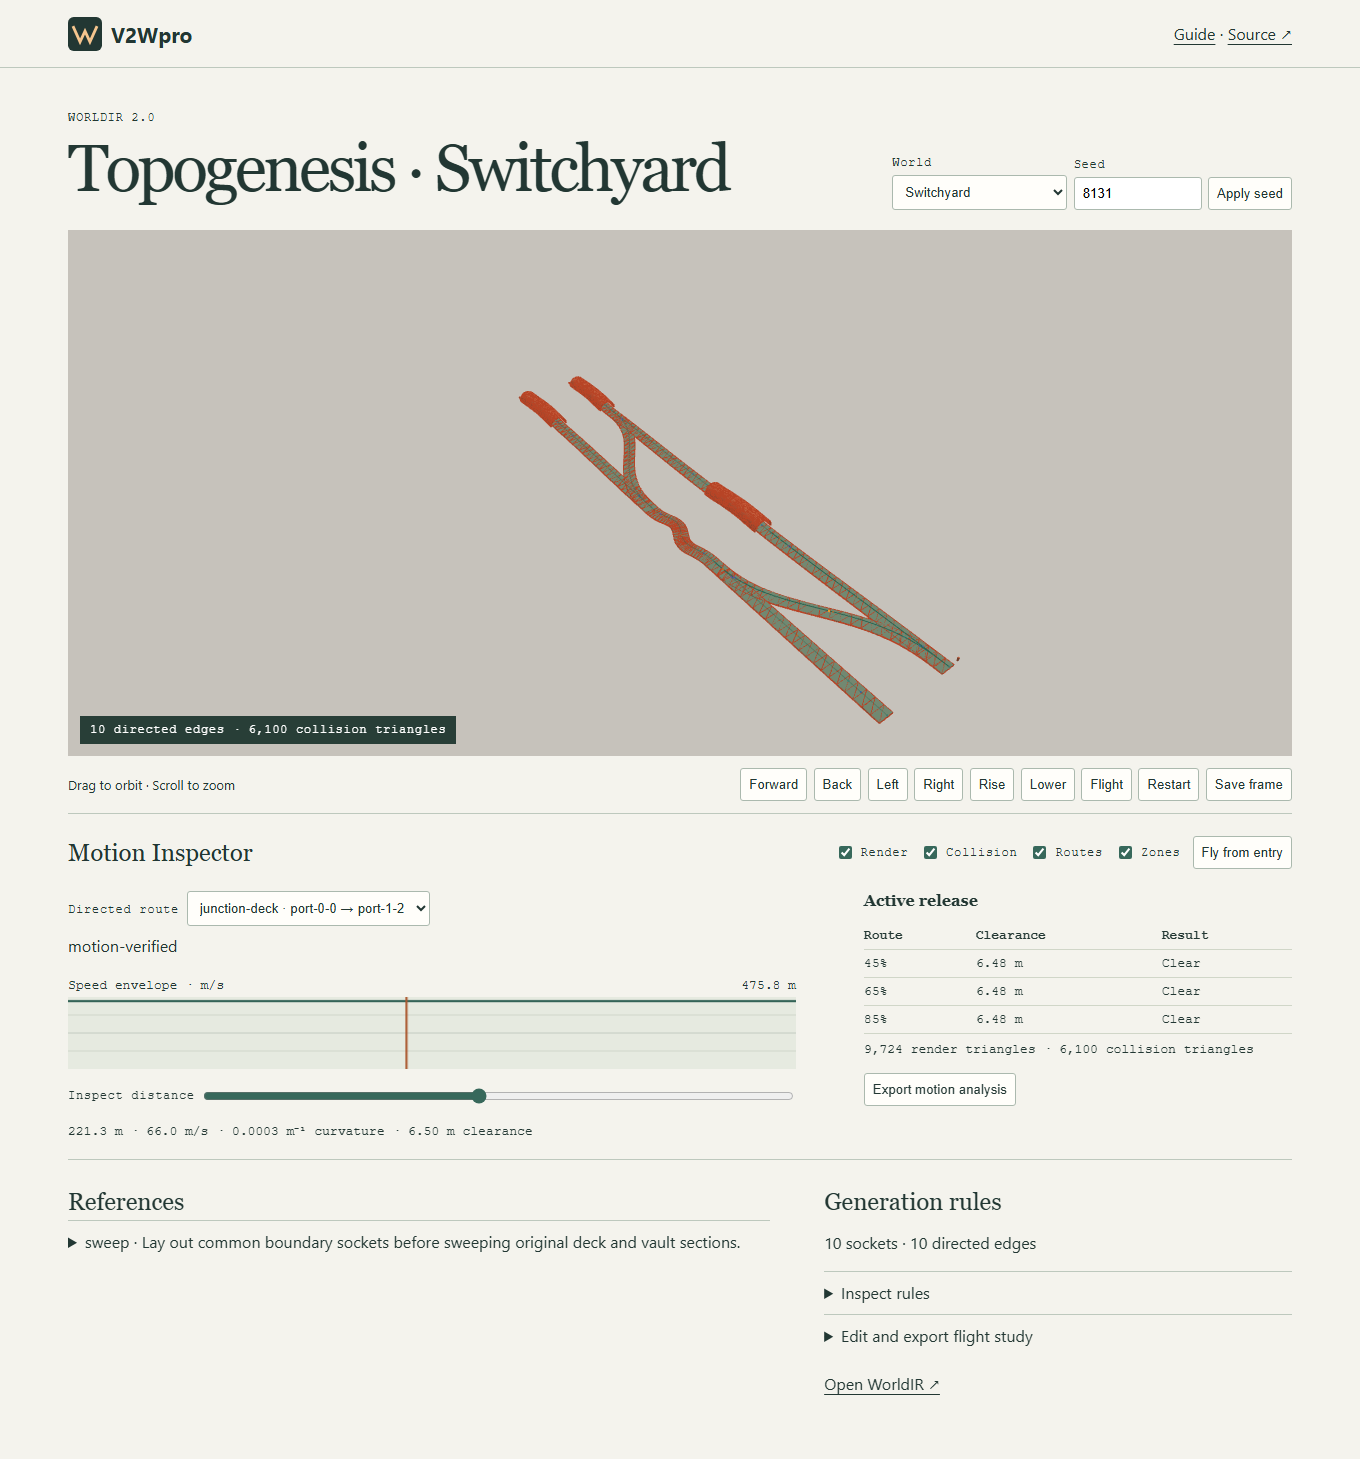 V2Wpro
Guide · Source ↗
WORLDIR 2.0
Topogenesis · Switchyard
World
Seed
Switchyard
8131
Apply seed
10 directed edges · 6,100 collision triangles
Drag to orbit · Scroll to zoom
Forward
Back
Left
Right
Rise
Lower
Flight
Restart
Save frame
Motion Inspector
Render
Collision
Routes
Zones
Fly from entry
Directed route
junction-deck · port-0-0 → port-1-2
motion-verified
Speed envelope · m/s
475.8 m
Inspect distance
221.3 m · 66.0 m/s · 0.0003 m⁻¹ curvature · 6.50 m clearance
Active release
Route Clearance Result
45% 6.48 m Clear
65% 6.48 m Clear
85% 6.48 m Clear
9,724 render triangles · 6,100 collision triangles
Export motion analysis
References
▶ sweep · Lay out common boundary sockets before sweeping original deck and vault sections.
Generation rules
10 sockets · 10 directed edges
▶ Inspect rules
▶ Edit and export flight study
Open WorldIR ↗